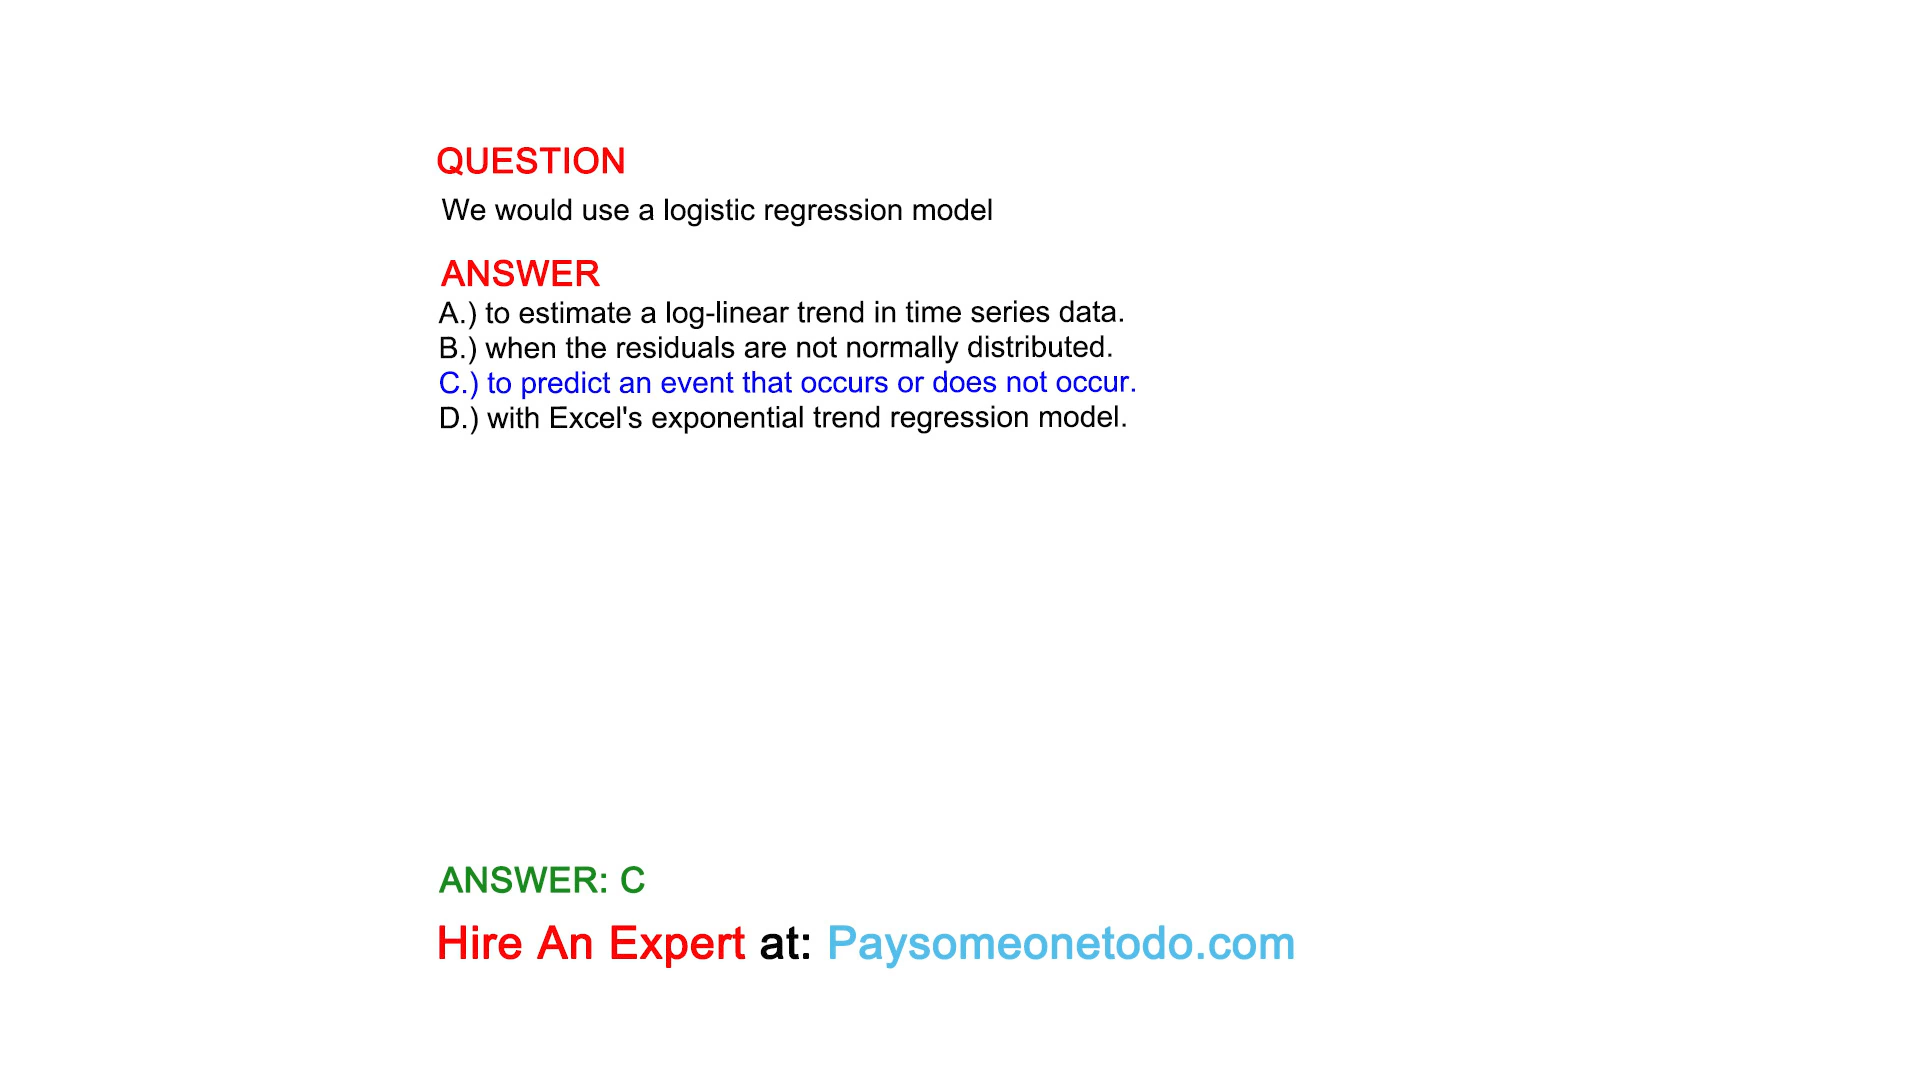 QUESTION
We would use a logistic regression model
ANSWER
A.) to estimate a log-linear trend in time series data.
B.) when the residuals are not normally distributed.
C.) to predict an event that occurs or does not occur.
D.) with Excel's exponential trend regression model.
ANSWER: C
Hire An Expert at: Paysomeonetodo.com